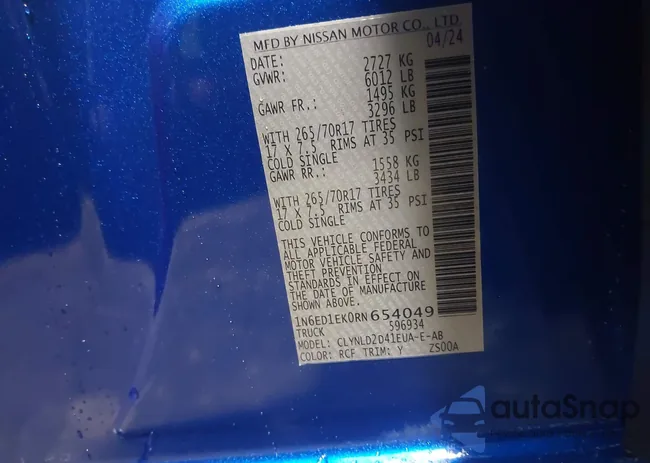 MFD BY NISSAN MOTOR CO., LTD.
DATE: 04/24
GVWR: 2727 KG
6012 LB
GAWR FR.: 1495 KG
3296 LB
WITH 265/70R17 TIRES
17 X 7.5 RIMS AT 35 PSI
COLD SINGLE
GAWR RR.: 1558 KG
3434 LB
WITH 265/70R17 TIRES
17 X 7.5 RIMS AT 35 PSI
COLD SINGLE
THIS VEHICLE CONFORMS TO
ALL APPLICABLE FEDERAL
MOTOR VEHICLE SAFETY AND
THEFT PREVENTION
STANDARDS IN EFFECT ON
THE DATE OF MANUFACTURE
SHOWN ABOVE.
1N6ED1EK0RN654049
TRUCK 596934
MODEL: CLYNLD2D41EUA-E-AB
COLOR: RCF TRIM: Y ZS00A
autaSnap